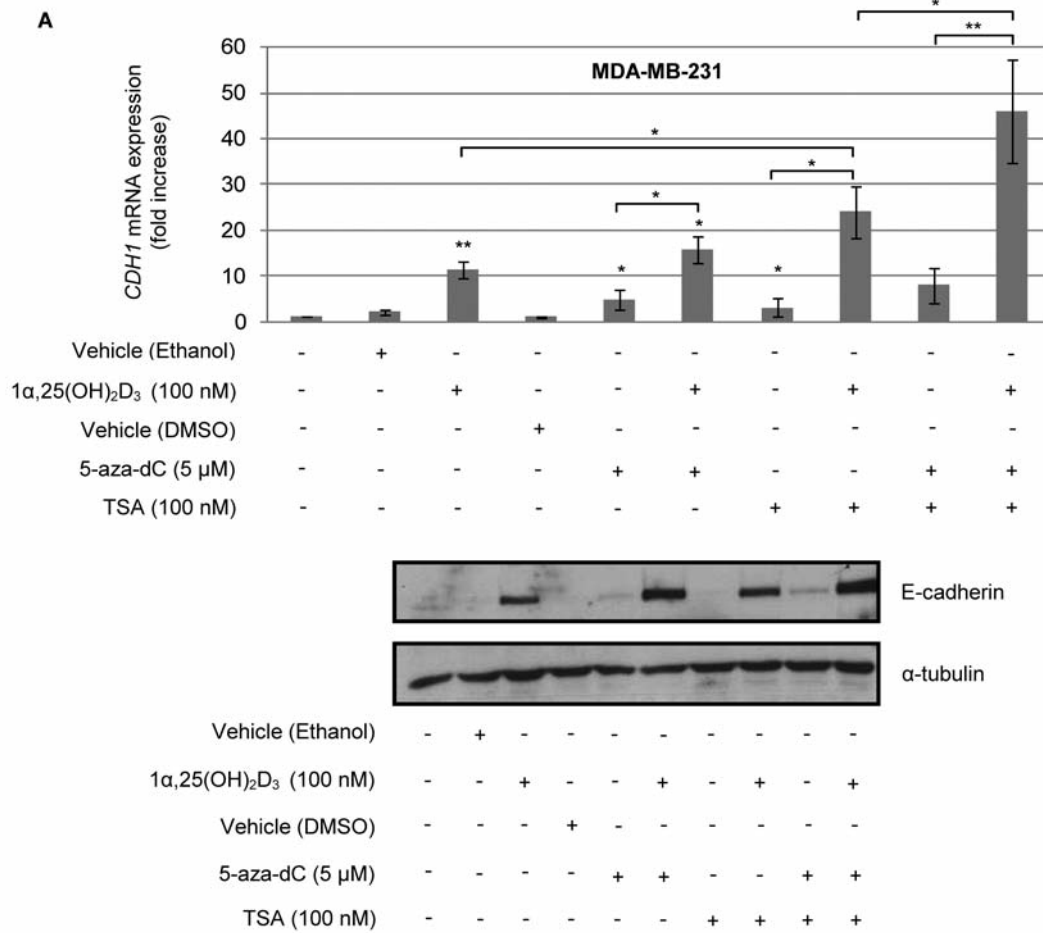 A
*
**
60
MDA-MB-231
50
40
*
30
*
*
20
*
**
*
*
10
0
CDH1 mRNA expression
(fold increase)
Vehicle (Ethanol) - + - - - - - - - -
1α,25(OH)₂D₃ (100 nM) - - + - - + - + - +
Vehicle (DMSO) - - - + - - - - - -
5-aza-dC (5 µM) - - - - + + - - + +
TSA (100 nM) - - - - - - + + + +
E-cadherin
α-tubulin
Vehicle (Ethanol) - + - - - - - - - -
1α,25(OH)₂D₃ (100 nM) - - + - - + - + - +
Vehicle (DMSO) - - - + - - - - - -
5-aza-dC (5 µM) - - - - + + - - + +
TSA (100 nM) - - - - - - + + + +